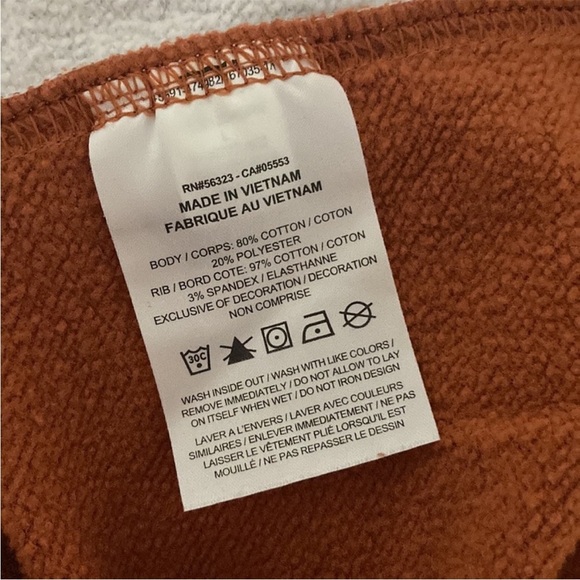 RN#56323 - CA#05553
MADE IN VIETNAM
FABRIQUE AU VIETNAM
BODY / CORPS: 80% COTTON / COTON
20% POLYESTER
RIB / BORD COTE: 97% COTTON / COTON
3% SPANDEX / ELASTHANNE
EXCLUSIVE OF DECORATION / DECORATION
NON COMPRISE
30C
WASH INSIDE OUT / WASH WITH LIKE COLORS /
REMOVE IMMEDIATELY / DO NOT ALLOW TO LAY
ON ITSELF WHEN WET / DO NOT IRON DESIGN
LAVER A L'ENVERS / LAVER AVEC COULEURS
SIMILAIRES / ENLEVER IMMEDIATEMENT / NE PAS
LAISSER LE VÊTEMENT PLIÉ LORSQU'IL EST
MOUILLÉ / NE PAS REPASSER LE DESSIN